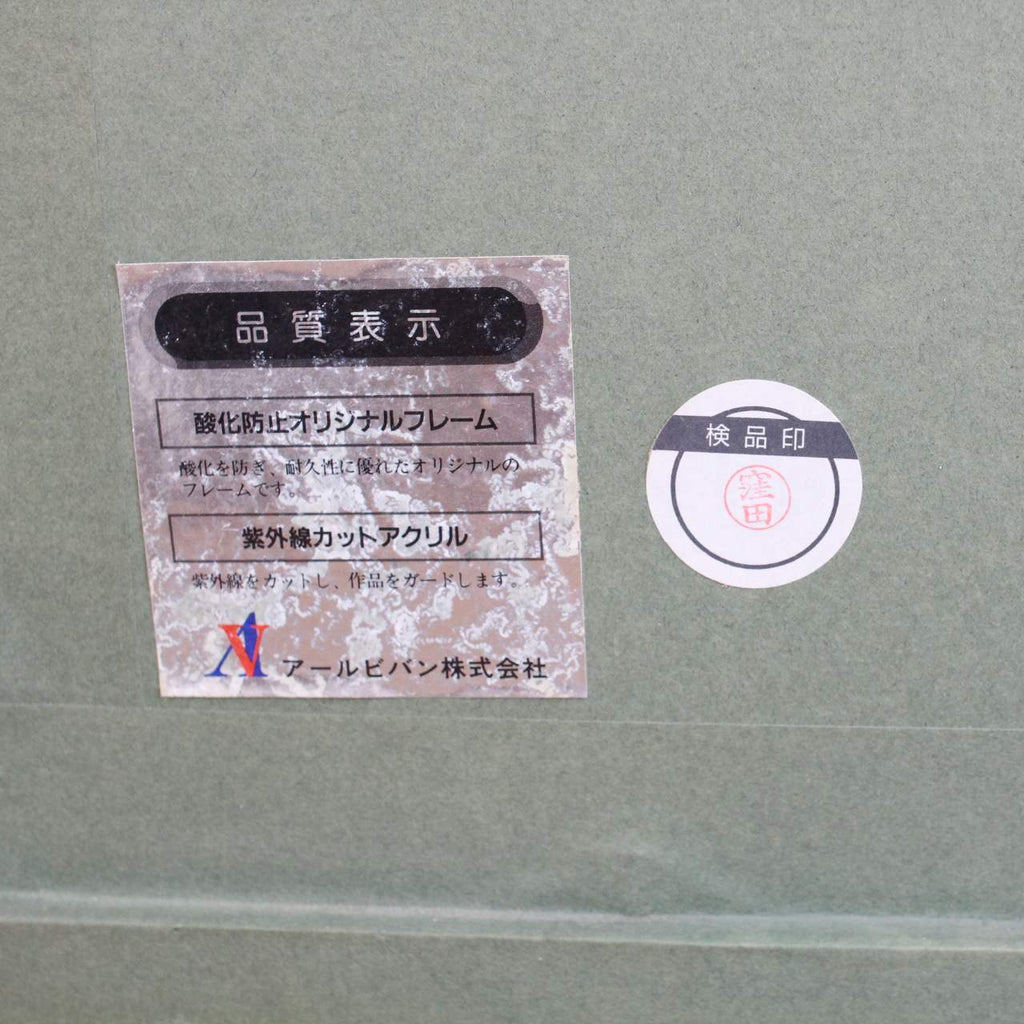 品質表示
酸化防止オリジナルフレーム
酸化を防ぎ、耐久性に優れたオリジナルの
フレームです。
紫外線カットアクリル
紫外線をカットし、作品をガードします。
アールビバン株式会社
検品印
窪田